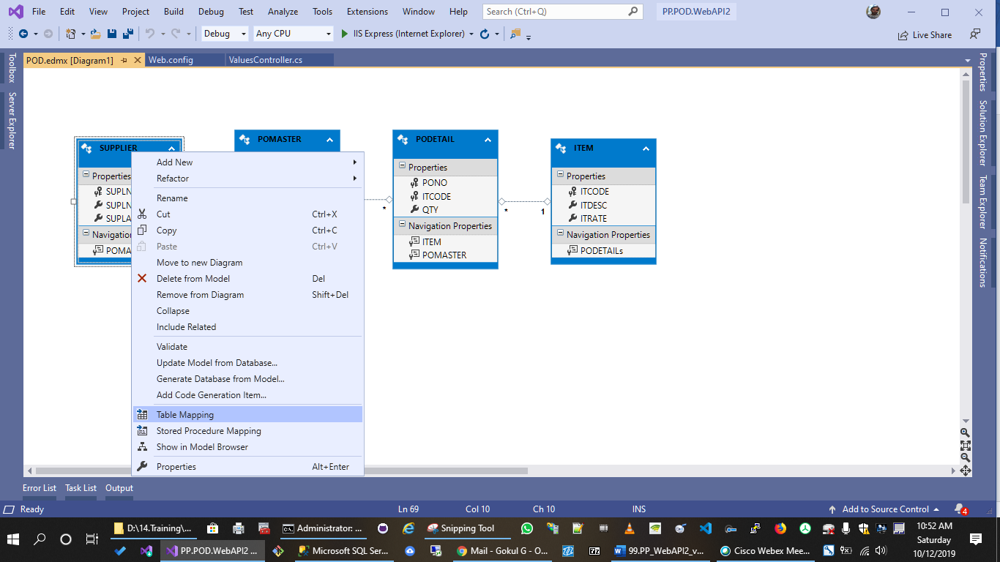 File Edit View Project Build Debug Test Analyze Tools Extensions Window Help Search (Ctrl+Q) PP.POD.WebAPI2
Debug Any CPU IIS Express (Internet Explorer) Live Share
POD.edmx [Diagram1] Web.config ValuesController.cs
Toolbox
Server Explorer
Properties
Solution Explorer
Team Explorer
Notifications
SUPPLIER
Properties
SUPLN
SUPLN
SUPLA
Navigation
POMA
POMASTER
PODETAIL
Properties
PONO
ITCODE
QTY
Navigation Properties
ITEM
POMASTER
*
* 1
ITEM
Properties
ITCODE
ITDESC
ITRATE
Navigation Properties
PODETAILs
Add New
Refactor
Rename
Cut Ctrl+X
Copy Ctrl+C
Paste Ctrl+V
Move to new Diagram
Delete from Model Del
Remove from Diagram Shift+Del
Collapse
Include Related
Validate
Update Model from Database...
Generate Database from Model...
Add Code Generation Item...
Table Mapping
Stored Procedure Mapping
Show in Model Browser
Properties Alt+Enter
Error List Task List Output
Ready Ln 69 Col 10 Ch 10 INS Add to Source Control 4
D:\14.Training\... Administrator: ... Snipping Tool
PP.POD.WebAPI2 ... Microsoft SQL Ser... Mail - Gokul G - O... 99.PP_WebAPI2_v... Cisco Webex Mee...
10:52 AM
Saturday
10/12/2019